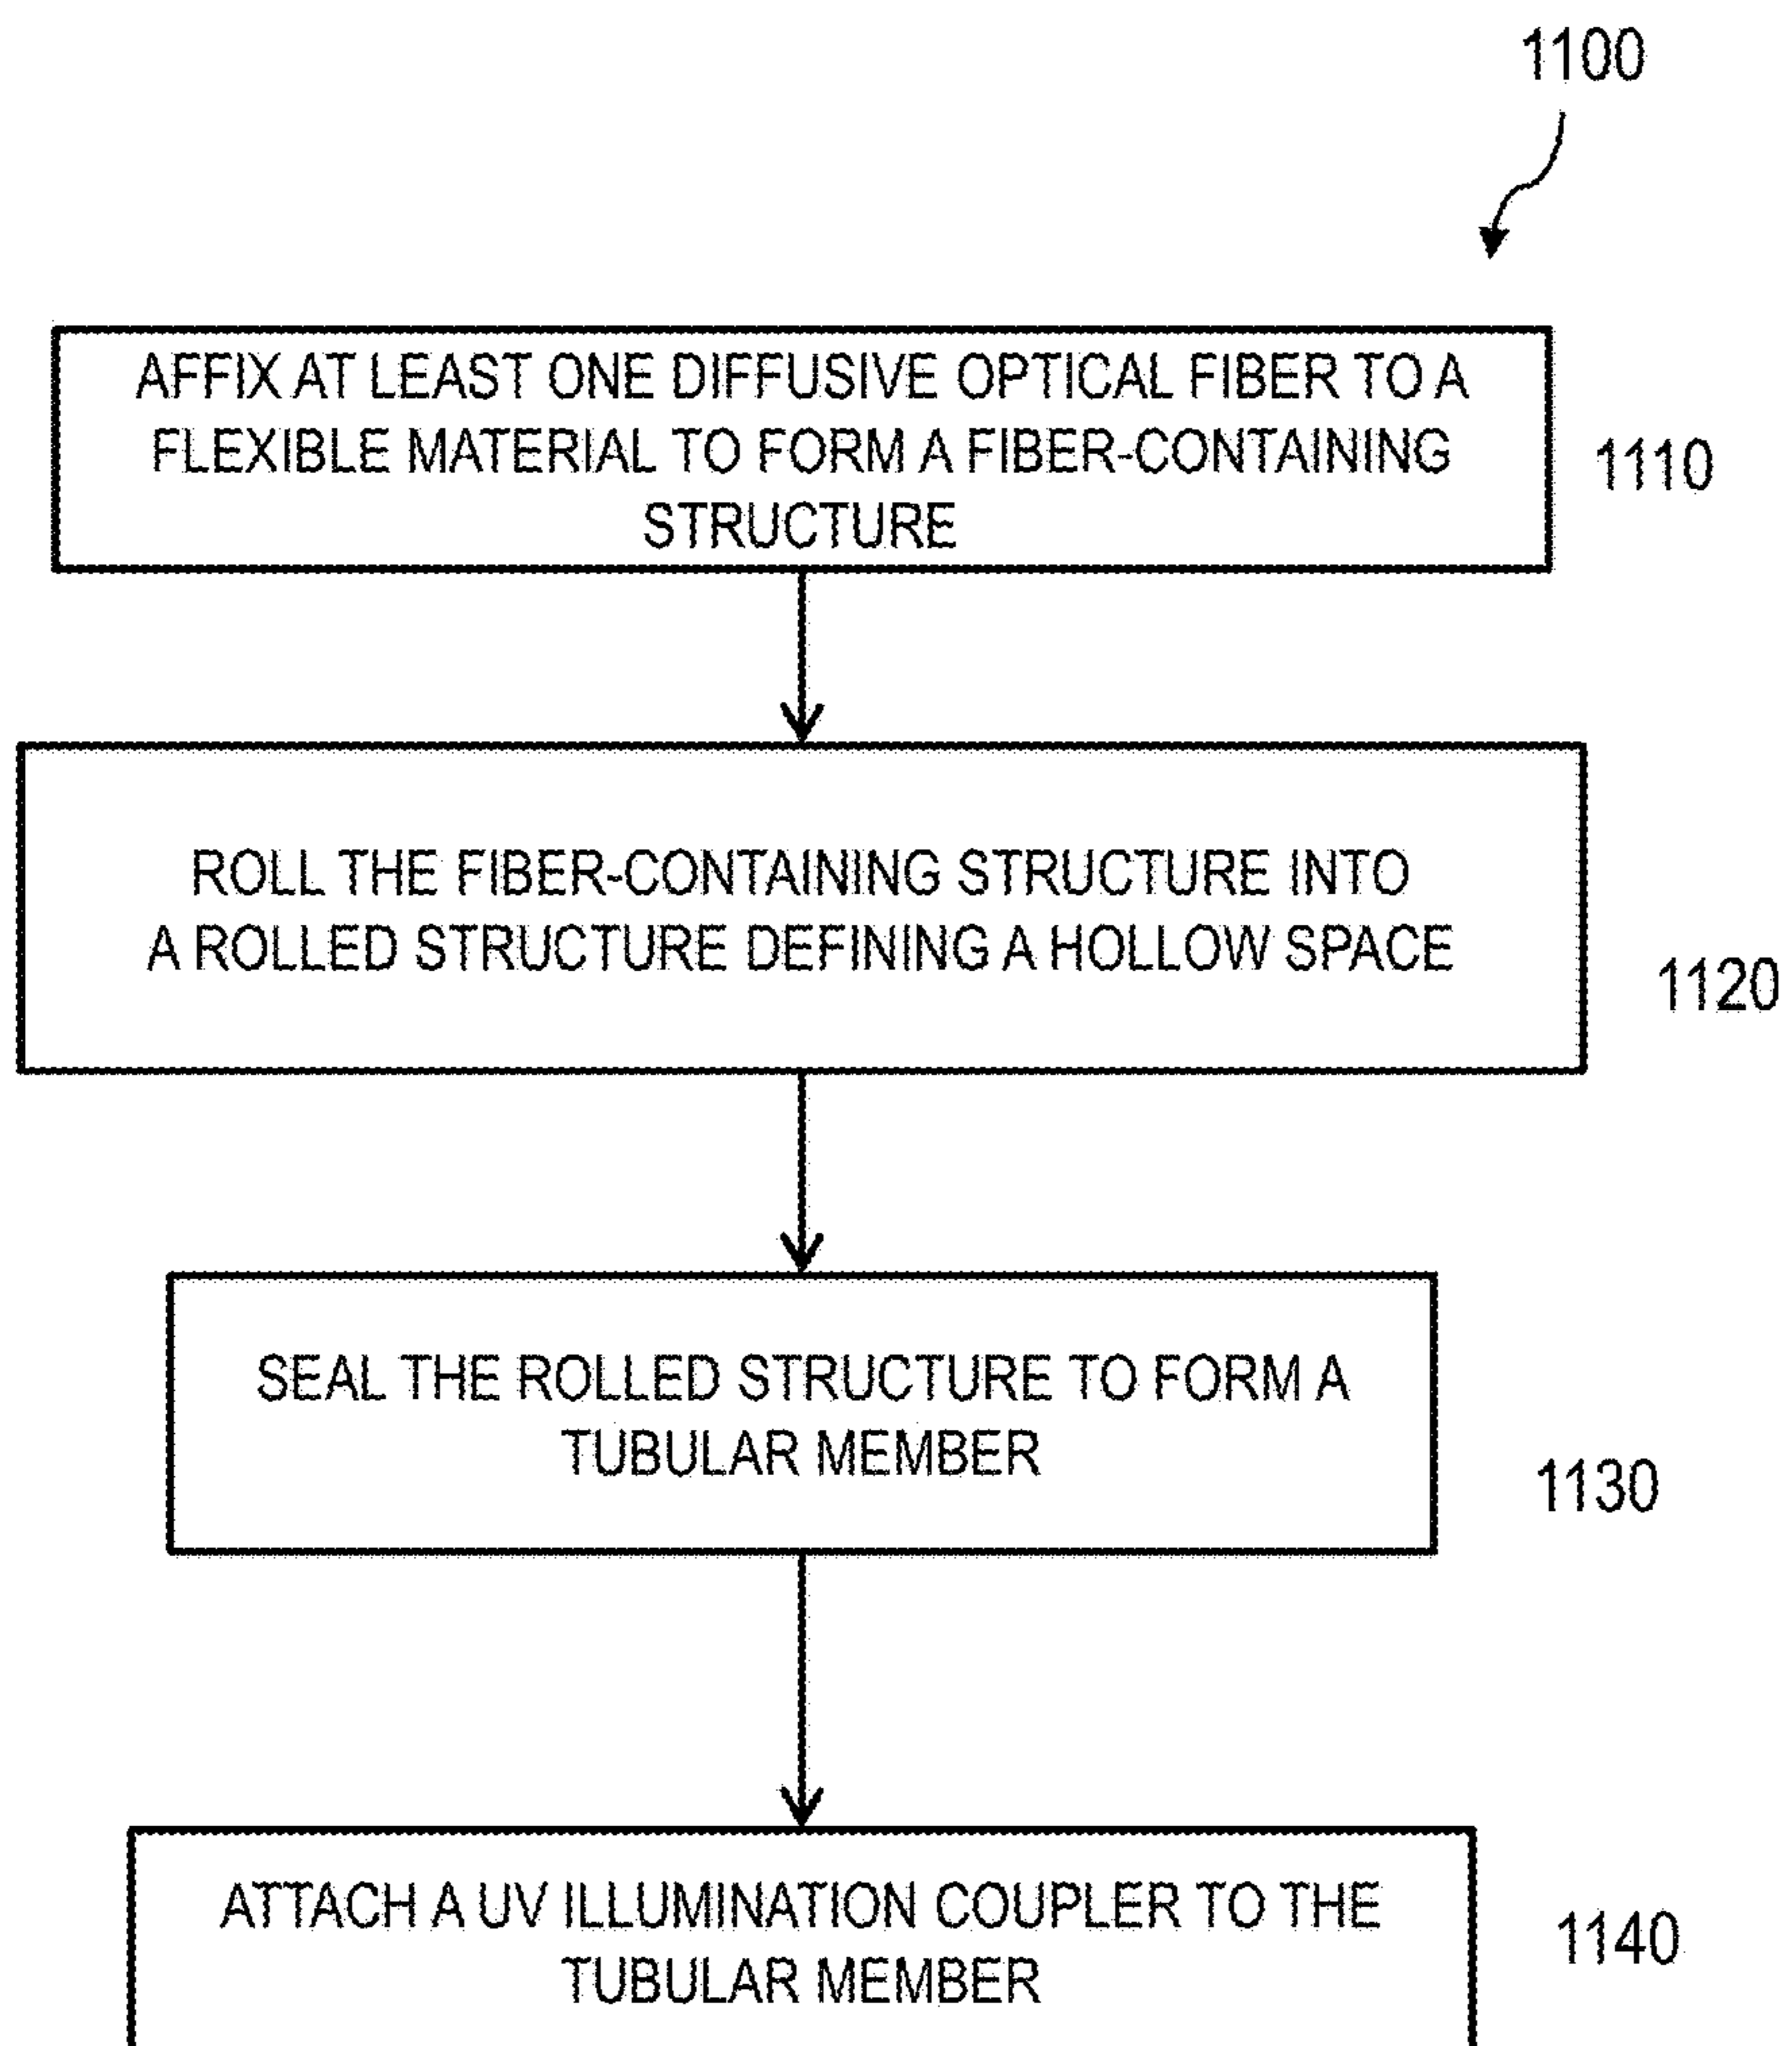 1100
AFFIX AT LEAST ONE DIFFUSIVE OPTICAL FIBER TO A
FLEXIBLE MATERIAL TO FORM A FIBER-CONTAINING
STRUCTURE
1110
ROLL THE FIBER-CONTAINING STRUCTURE INTO
A ROLLED STRUCTURE DEFINING A HOLLOW SPACE
1120
SEAL THE ROLLED STRUCTURE TO FORM A
TUBULAR MEMBER
1130
ATTACH A UV ILLUMINATION COUPLER TO THE
TUBULAR MEMBER
1140